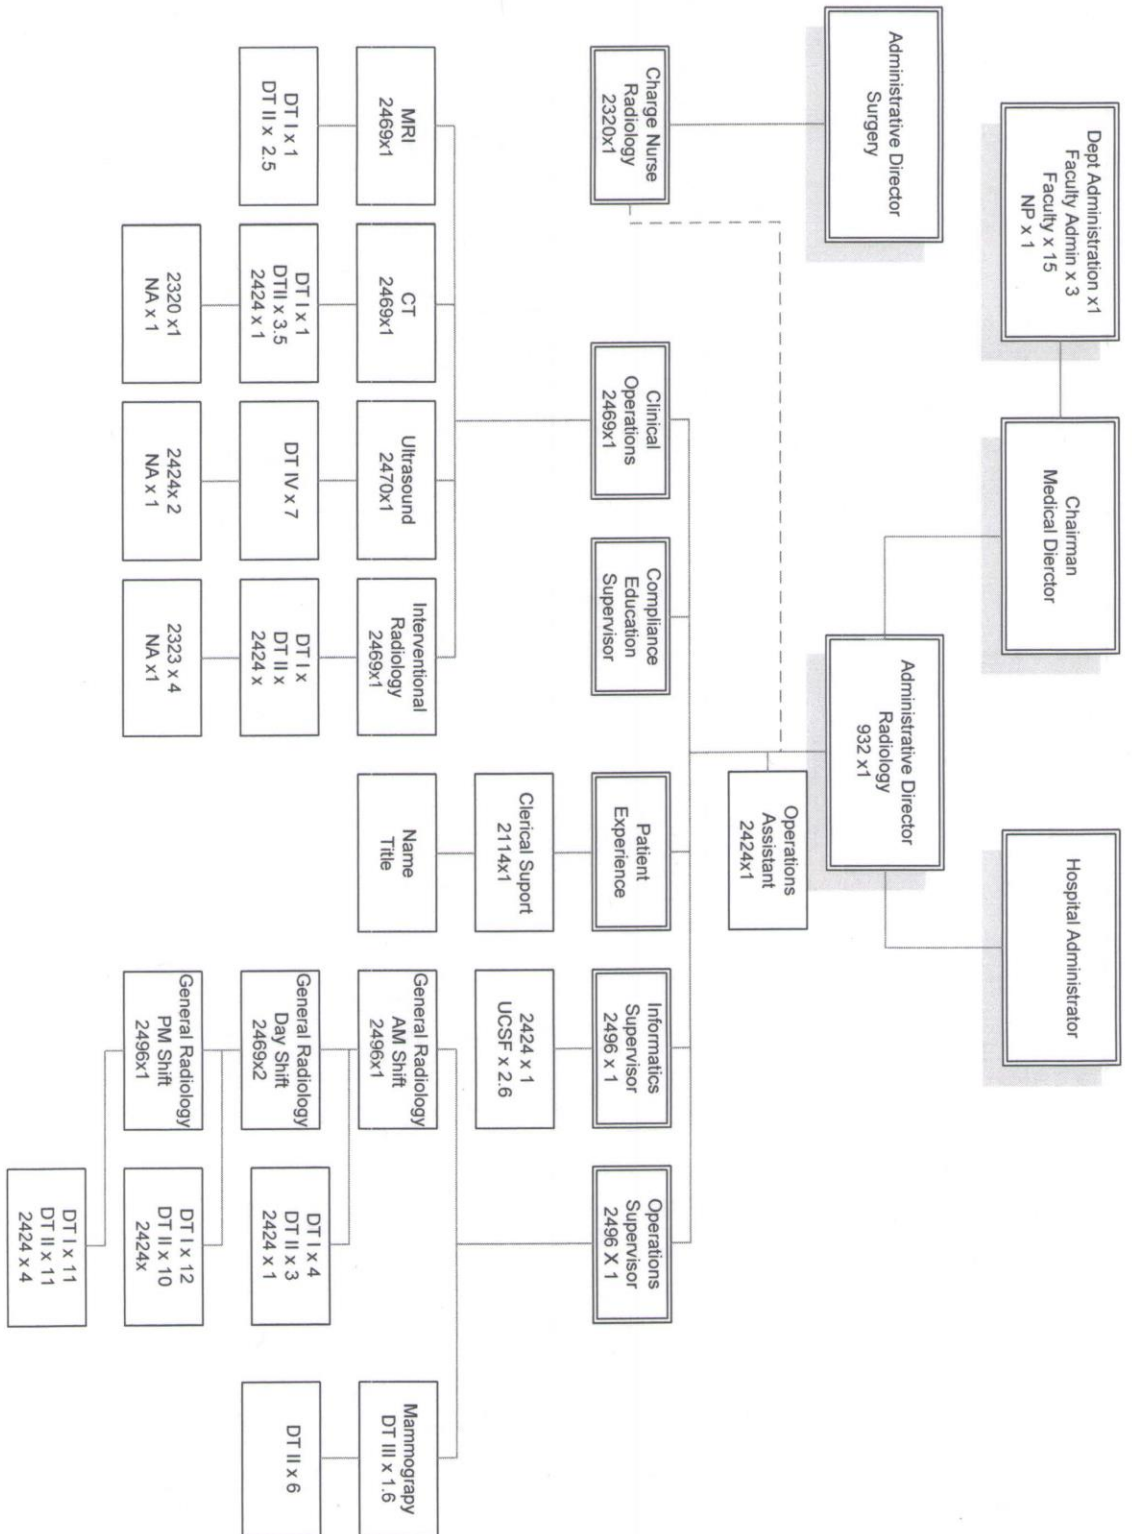 Dept Administration x1
Faculty Admin x 3
Faculty x 15
NP x 1
Chairman
Medical Dierctor
Hospital Administrator
Administrative Director
Surgery
Administrative Director
Radiology
932 x1
Operations
Assistant
2424x1
Charge Nurse
Radiology
2320x1
Clinical
Operations
2469x1
Compliance
Education
Supervisor
Patient
Experience
Informatics
Supervisor
2496 x 1
Operations
Supervisor
2496 X 1
Clerical Suport
2114x1
2424 x 1
UCSF x 2.6
MRI
2469x1
CT
2469x1
Ultrasound
2470x1
Interventional
Radiology
2469x1
Name
Title
General Radiology
AM Shift
2496x1
Mammograpy
DT III x 1.6
DT I x 1
DT II x 2.5
DT I x 1
DTII x 3.5
2424 x 1
DT IV x 7
DT I x
DT II x
2424 x
General Radiology
Day Shift
2469x2
DT I x 4
DT II x 3
2424 x 1
DT II x 6
2320 x1
NA x 1
2424x 2
NA x 1
2323 x 4
NA x1
General Radiology
PM Shift
2496x1
DT I x 12
DT II x 10
2424x
DT I x 11
DT II x 11
2424 x 4